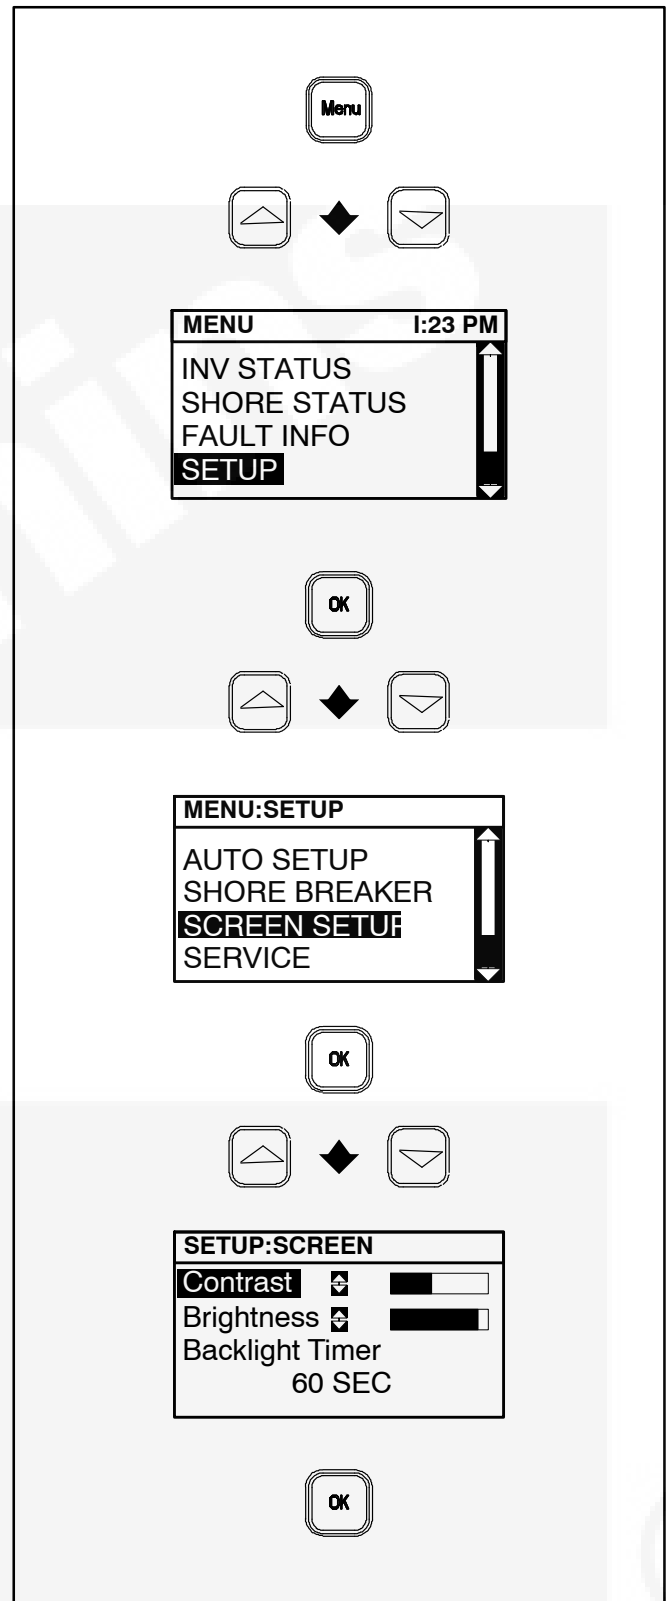 Menu
MENU I:23 PM
INV STATUS
SHORE STATUS
FAULT INFO
SETUP
OK
MENU:SETUP
AUTO SETUP
SHORE BREAKER
SCREEN SETUP
SERVICE
OK
SETUP:SCREEN
Contrast
Brightness
Backlight Timer
60 SEC
OK